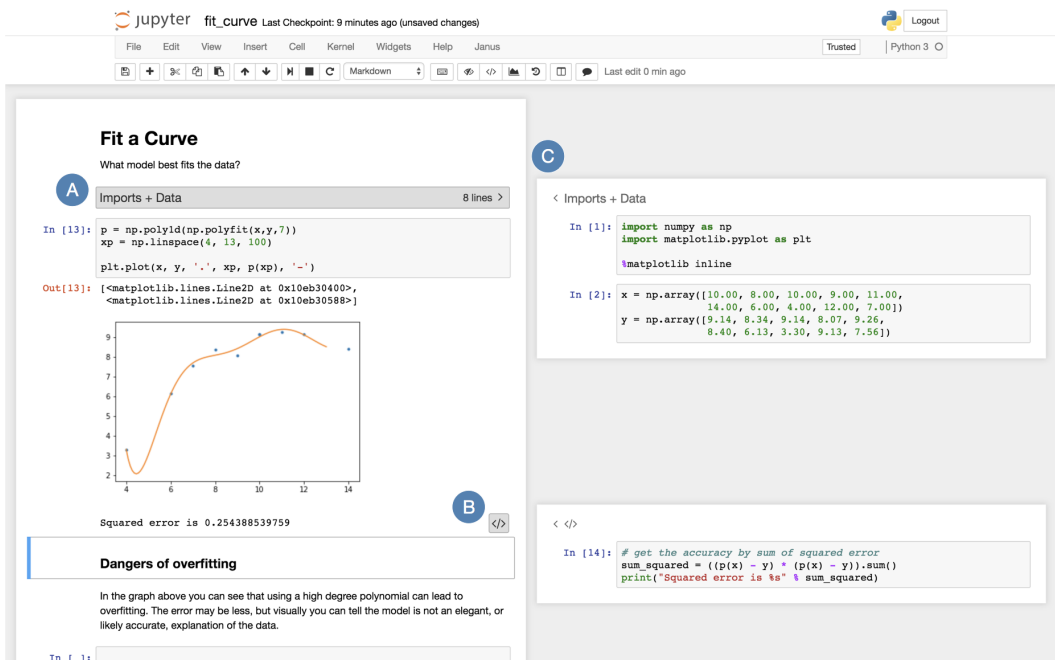 jupyter fit_curve Last Checkpoint: 9 minutes ago (unsaved changes)
Logout
File Edit View Insert Cell Kernel Widgets Help Janus
Trusted
Python 3
Markdown
</>
Last edit 0 min ago
Fit a Curve
What model best fits the data?
A
Imports + Data
8 lines >
In [13]: p = np.poly1d(np.polyfit(x,y,7))
xp = np.linspace(4, 13, 100)
plt.plot(x, y, '.', xp, p(xp), '-')
Out[13]: [<matplotlib.lines.Line2D at 0x10eb30400>,
<matplotlib.lines.Line2D at 0x10eb30588>]
9
8
7
6
5
4
3
2
4 6 8 10 12 14
B
Squared error is 0.254388539759
</>
Dangers of overfitting
In the graph above you can see that using a high degree polynomial can lead to
overfitting. The error may be less, but visually you can tell the model is not an elegant, or
likely accurate, explanation of the data.
In [ ]:
C
< Imports + Data
In [1]: import numpy as np
import matplotlib.pyplot as plt
%matplotlib inline
In [2]: x = np.array([10.00, 8.00, 10.00, 9.00, 11.00,
14.00, 6.00, 4.00, 12.00, 7.00])
y = np.array([9.14, 8.34, 9.14, 8.07, 9.26,
8.40, 6.13, 3.30, 9.13, 7.56])
< </>
In [14]: # get the accuracy by sum of squared error
sum_squared = ((p(x) - y) * (p(x) - y)).sum()
print("Squared error is %s" % sum_squared)